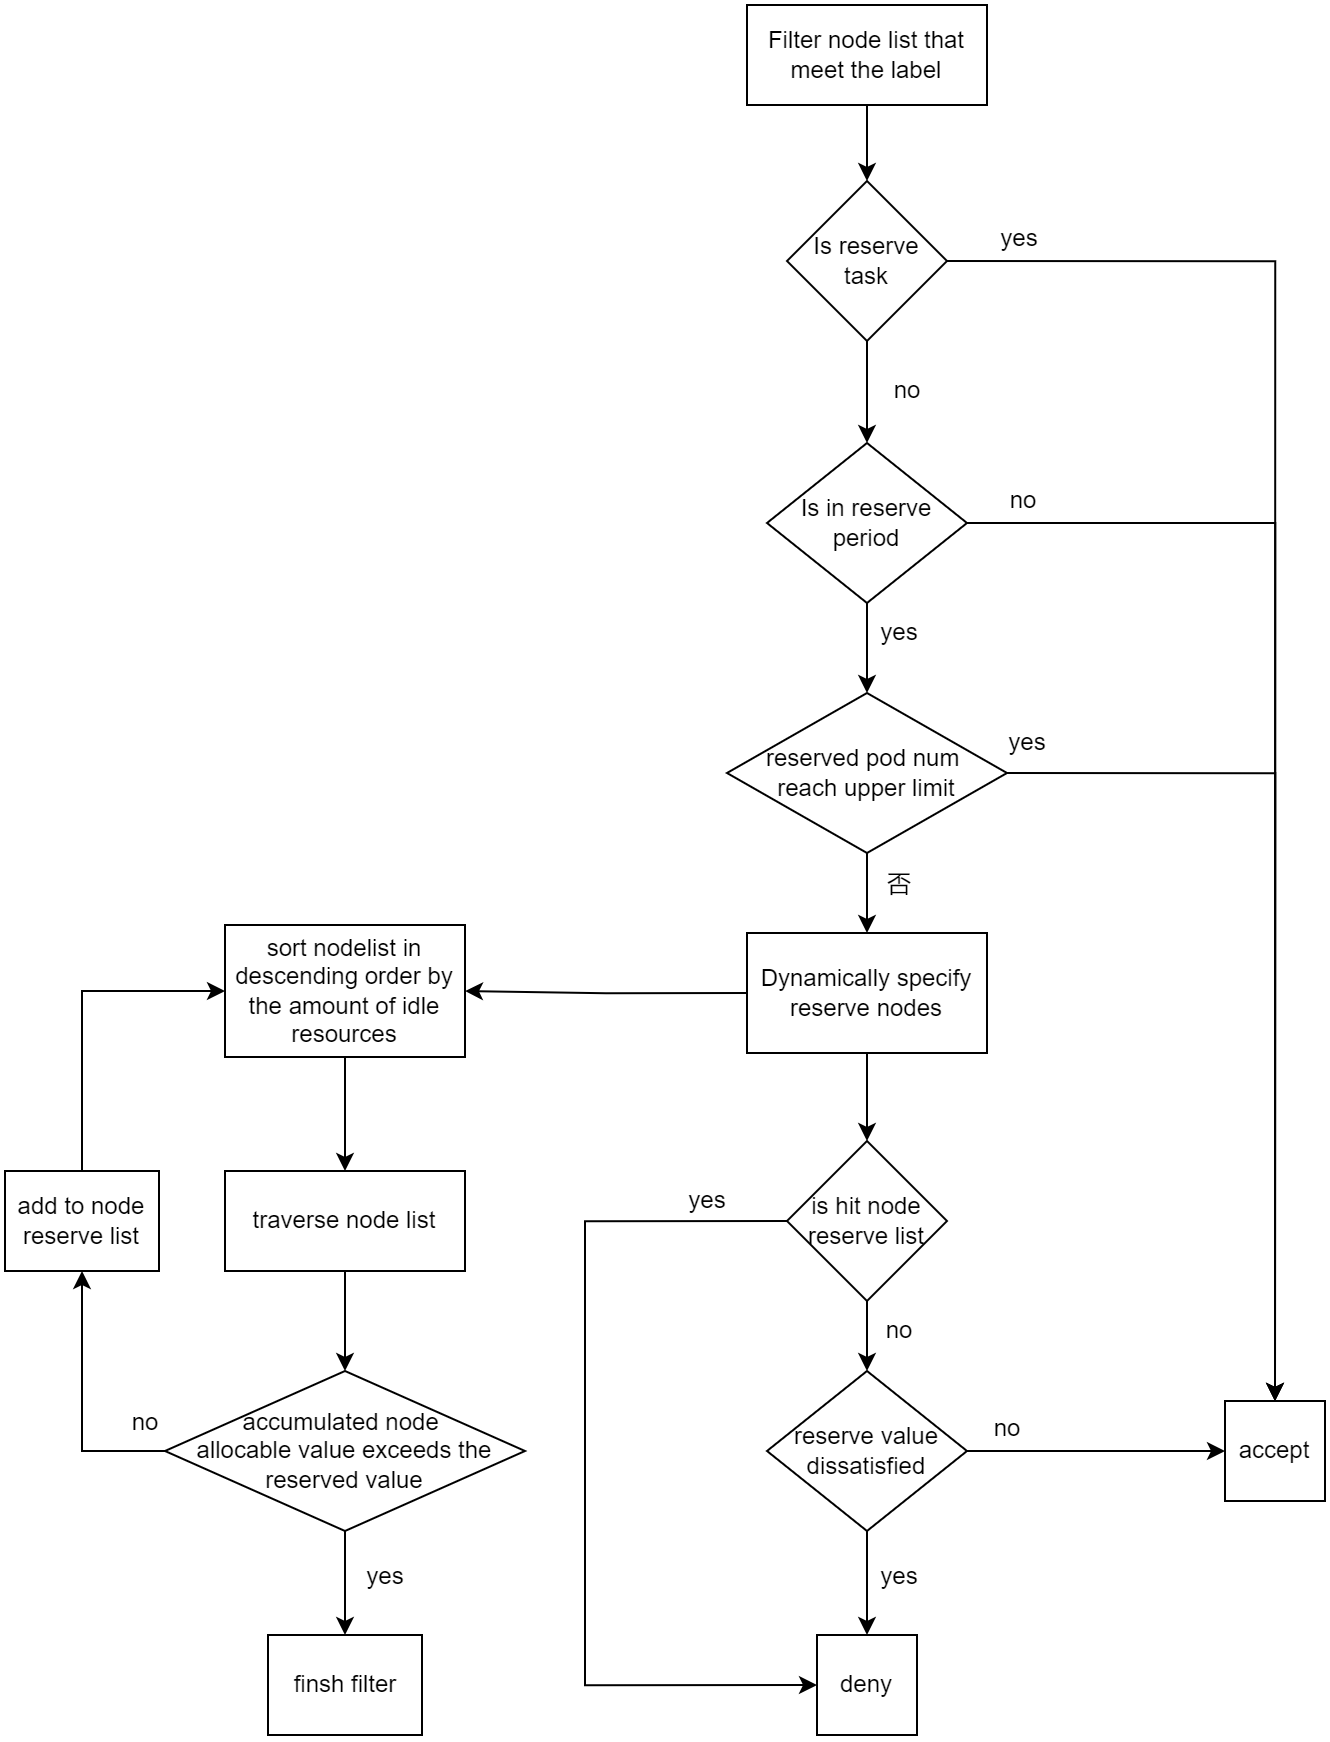 Filter node list that
meet the label
Is reserve
task
yes
no
Is in reserve
period
no
yes
reserved pod num
reach upper limit
yes
否
sort nodelist in
descending order by
the amount of idle
resources
Dynamically specify
reserve nodes
add to node
reserve list
traverse node list
yes
is hit node
reserve list
no
no
accumulated node
allocable value exceeds the
reserved value
reserve value
dissatisfied
no
accept
yes
yes
finsh filter
deny